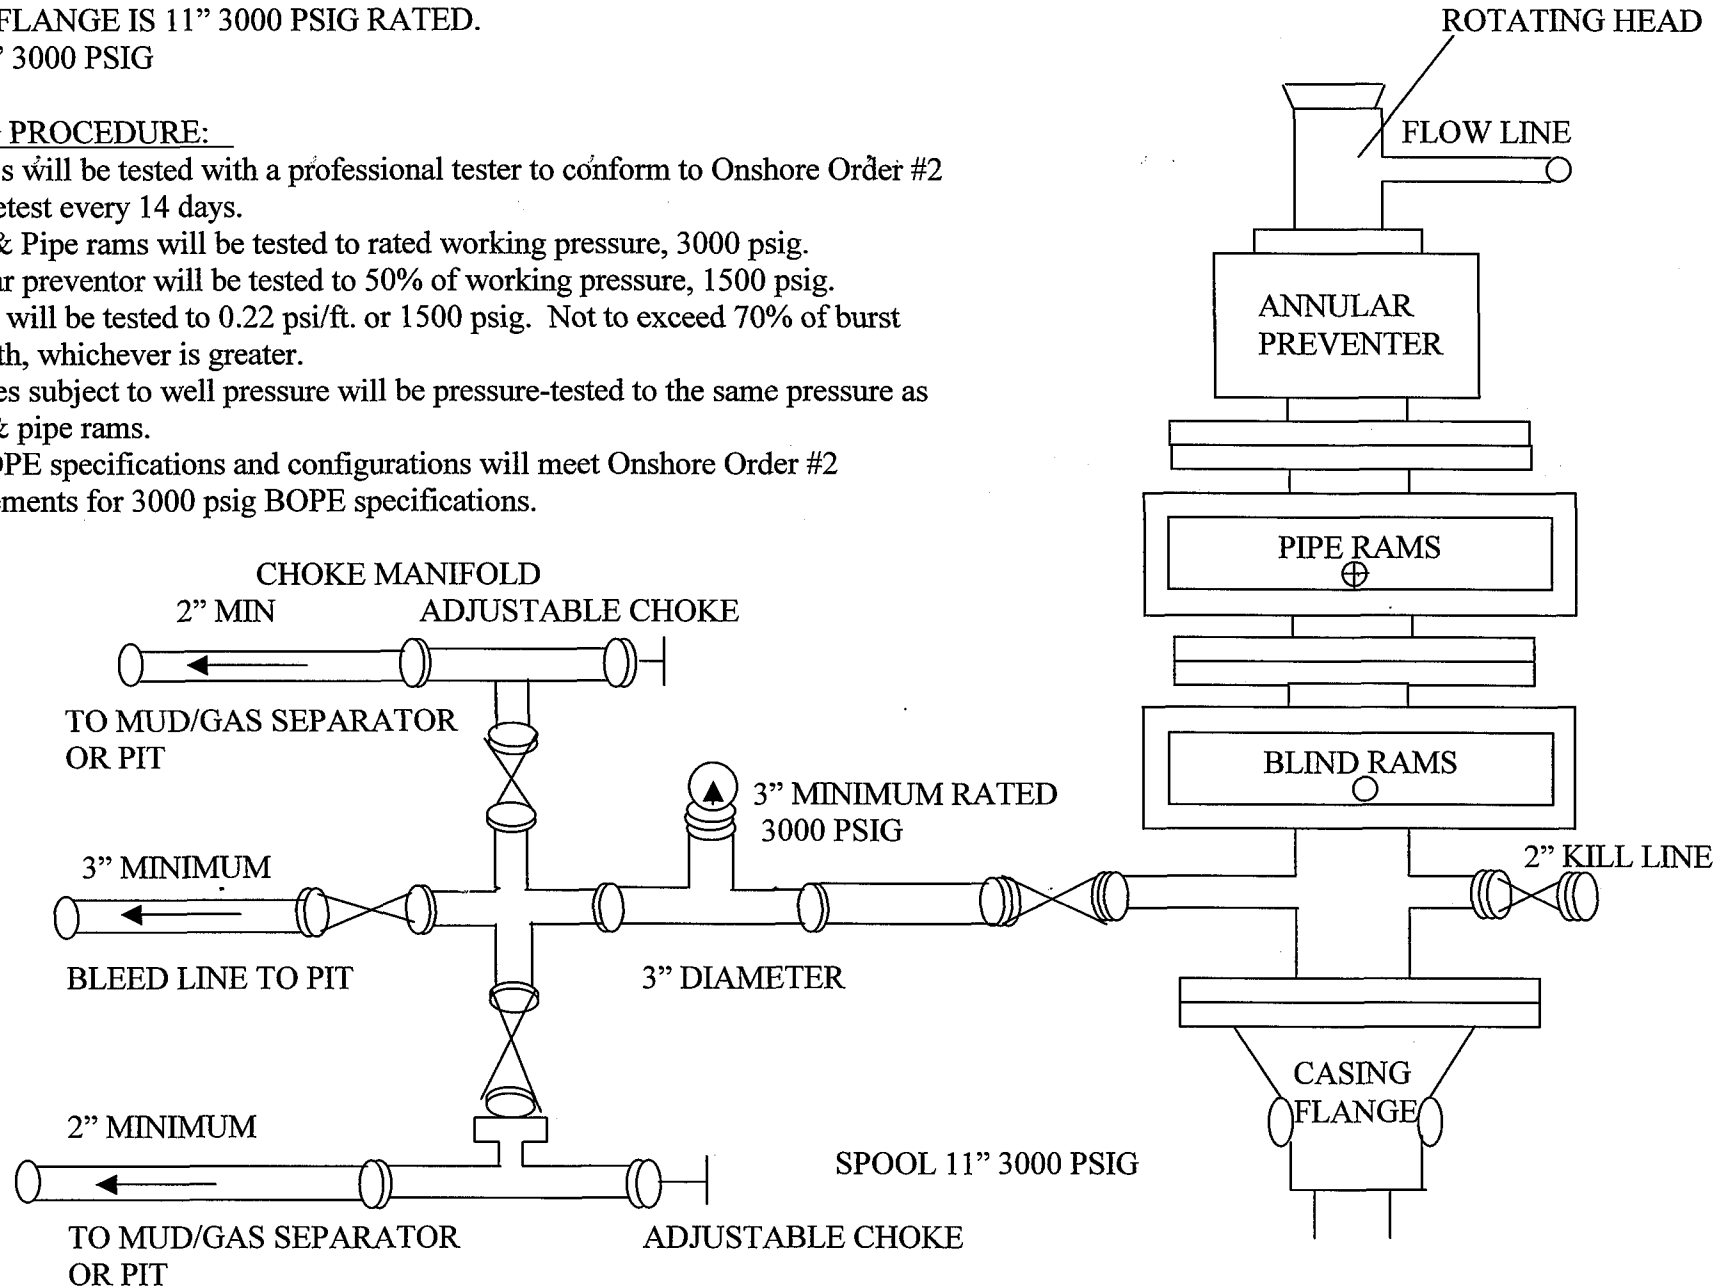 FLANGE IS 11” 3000 PSIG RATED.
” 3000 PSIG
PROCEDURE:
s will be tested with a professional tester to conform to Onshore Order #2
etest every 14 days.
& Pipe rams will be tested to rated working pressure, 3000 psig.
ar preventor will be tested to 50% of working pressure, 1500 psig.
will be tested to 0.22 psi/ft. or 1500 psig. Not to exceed 70% of burst
th, whichever is greater.
es subject to well pressure will be pressure-tested to the same pressure as
& pipe rams.
OPE specifications and configurations will meet Onshore Order #2
ements for 3000 psig BOPE specifications.
ROTATING HEAD
FLOW LINE
ANNULAR
PREVENTER
PIPE RAMS
BLIND RAMS
2” KILL LINE
CASING
FLANGE
CHOKE MANIFOLD
2” MIN
ADJUSTABLE CHOKE
TO MUD/GAS SEPARATOR
OR PIT
3” MINIMUM RATED
3000 PSIG
3” MINIMUM
BLEED LINE TO PIT
3” DIAMETER
2” MINIMUM
SPOOL 11” 3000 PSIG
TO MUD/GAS SEPARATOR
OR PIT
ADJUSTABLE CHOKE